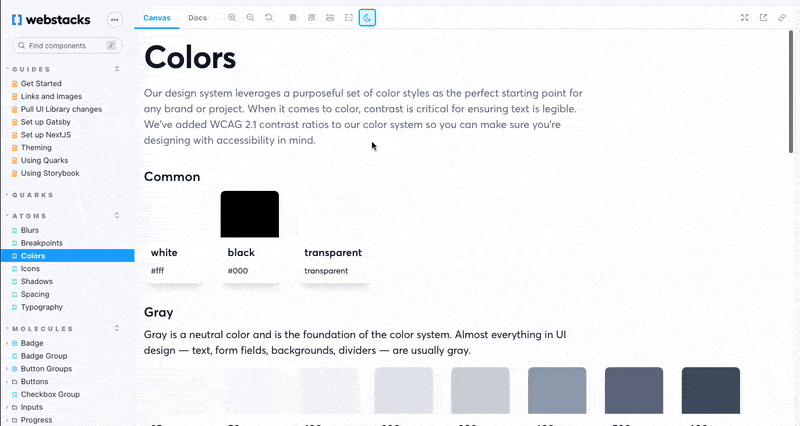 webstacks
Canvas
Docs
Find components
/
GUIDES
Get Started
Links and Images
Pull UI Library changes
Set up Gatsby
Set up NextJS
Theming
Using Quarks
Using Storybook
QUARKS
ATOMS
Blurs
Breakpoints
Colors
Icons
Shadows
Spacing
Typography
MOLECULES
Badge
Badge Group
Button Groups
Buttons
Checkbox Group
Inputs
Progress
Colors
Our design system leverages a purposeful set of color styles as the perfect starting point for
any brand or project. When it comes to color, contrast is critical for ensuring text is legible.
We've added WCAG 2.1 contrast ratios to our color system so you can make sure you're
designing with accessibility in mind.
Common
white
#fff
black
#000
transparent
transparent
Gray
Gray is a neutral color and is the foundation of the color system. Almost everything in UI
design — text, form fields, backgrounds, dividers — are usually gray.